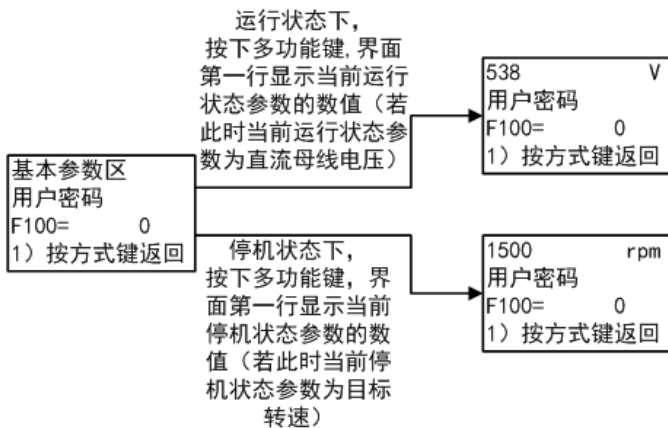 运行状态下，
按下多功能键,界面
第一行显示当前运行
状态参数的数值（若
此时当前运行状态参
数为直流母线电压）
538 V
用户密码
F100= 0
1）按方式键返回
基本参数区
用户密码
F100= 0
1）按方式键返回
停机状态下，
按下多功能键，界
面第一行显示当前
停机状态参数的数
值（若此时当前停
机状态参数为目标
转速）
1500 rpm
用户密码
F100= 0
1）按方式键返回